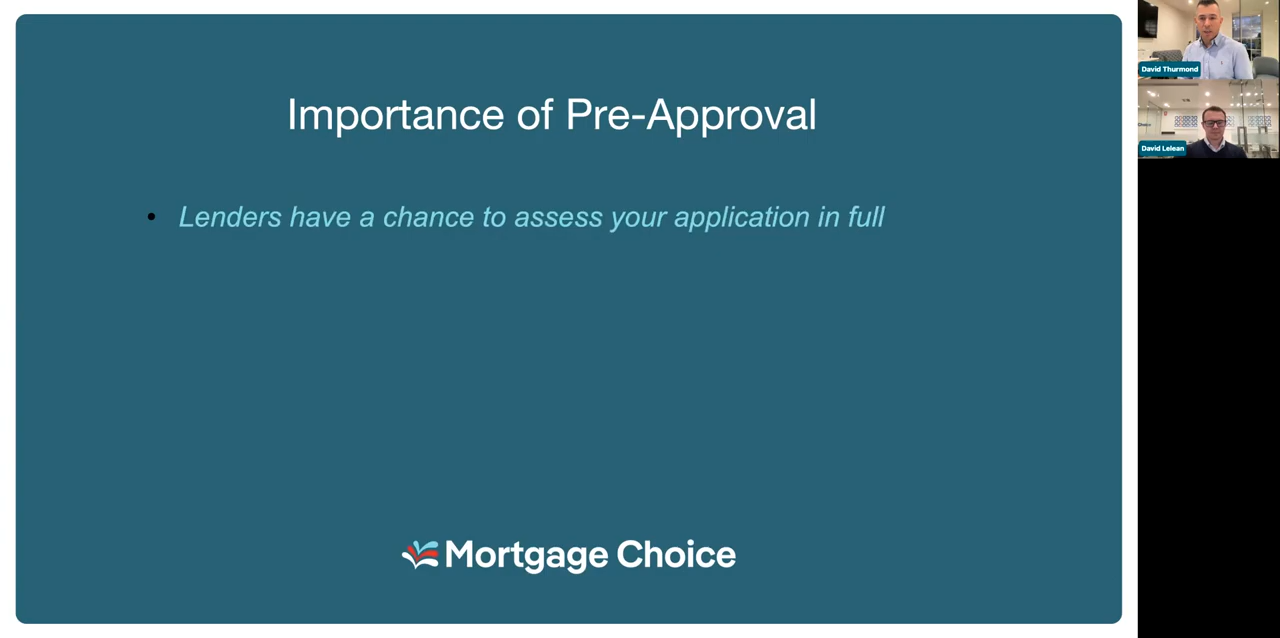 Importance of Pre-Approval
• Lenders have a chance to assess your application in full
Mortgage Choice
David Thurmond
David Lelean